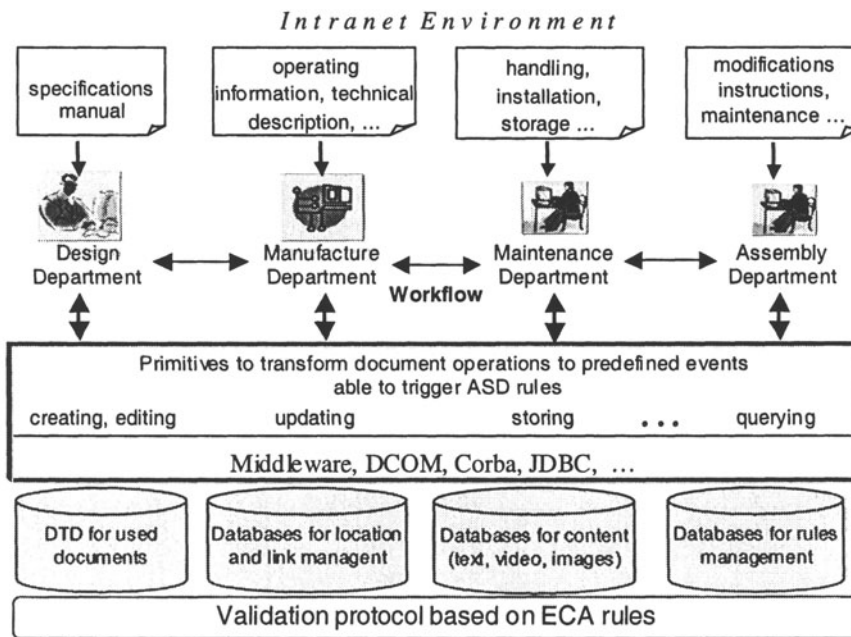 Intranet Environment
specifications
manual
operating
information, technical
description, ...
handling,
installation,
storage ...
modifications
instructions,
maintenance ...
Design
Department
Manufacture
Department
Maintenance
Department
Assembly
Department
Workflow
Primitives to transform document operations to predefined events
able to trigger ASD rules
creating, editing updating storing ... querying
Middleware, DCOM, Corba, JDBC, ...
DTD for used
documents
Databases for location
and link managent
Databases for content
(text, video, images)
Databases for rules
management
Validation protocol based on ECA rules